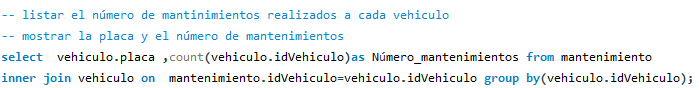 -- listar el número de mantinimientos realizados a cada vehiculo
-- mostrar la placa y el número de mantenimientos
select  vehiculo.placa ,count(vehiculo.idVehiculo)as Número_mantenimientos from mantenimiento
inner join vehiculo on  mantenimiento.idVehiculo=vehiculo.idVehiculo group by(vehiculo.idVehiculo);